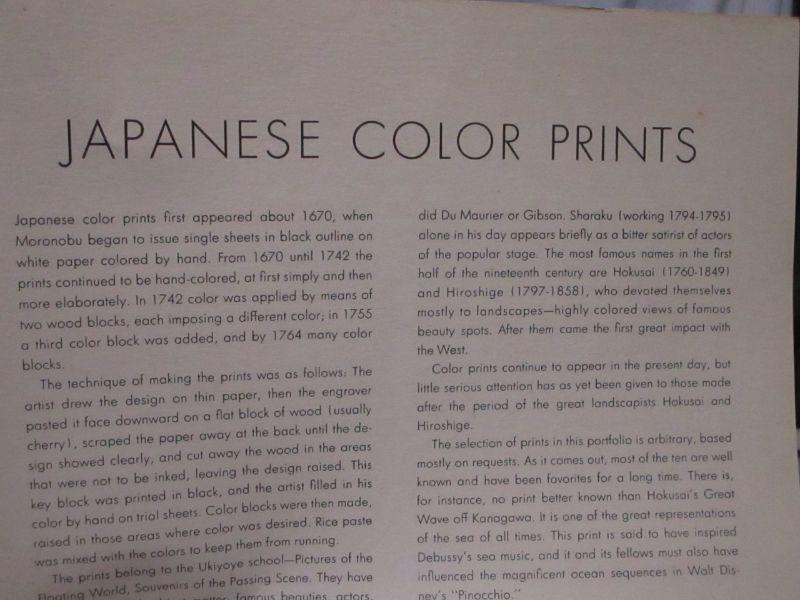 JAPANESE COLOR PRINTS
Japanese color prints first appeared about 1670, when
Moronobu began to issue single sheets in black outline on
white paper colored by hand. From 1670 until 1742 the
prints continued to be hand-colored, at first simply and then
more elaborately. In 1742 color was applied by means of
two wood blocks, each imposing a different color; in 1755
a third color block was added, and by 1764 many color
blocks.
The technique of making the prints was as follows: The
artist drew the design on thin paper, then the engraver
pasted it face downward on a flat block of wood (usually
cherry), scraped the paper away at the back until the de-
sign showed clearly, and cut away the wood in the areas
that were not to be inked, leaving the design raised. This
key block was printed in black, and the artist filled in his
color by hand on trial sheets. Color blocks were then made,
raised in those areas where color was desired. Rice paste
was mixed with the colors to keep them from running.
The prints belong to the Ukiyoye school—Pictures of the
Floating World, Souvenirs of the Passing Scene. They have
famous beauties, actors,
did Du Maurier or Gibson. Sharaku (working 1794-1795)
alone in his day appears briefly as a bitter satirist of actors
of the popular stage. The most famous names in the first
half of the nineteenth century are Hokusai (1760-1849)
and Hiroshige (1797-1858), who devoted themselves
mostly to landscapes—highly colored views of famous
beauty spots. After them came the first great impact with
the West.
Color prints continue to appear in the present day, but
little serious attention has as yet been given to those made
after the period of the great landscapists Hokusai and
Hiroshige.
The selection of prints in this portfolio is arbitrary, based
mostly on requests. As it comes out, most of the ten are well
known and have been favorites for a long time. There is,
for instance, no print better known than Hokusai's Great
Wave off Kanagawa. It is one of the great representations
of the sea of all times. This print is said to have inspired
Debussy's sea music, and it and its fellows must also have
influenced the magnificent ocean sequences in Walt Dis-
ney's "Pinocchio."